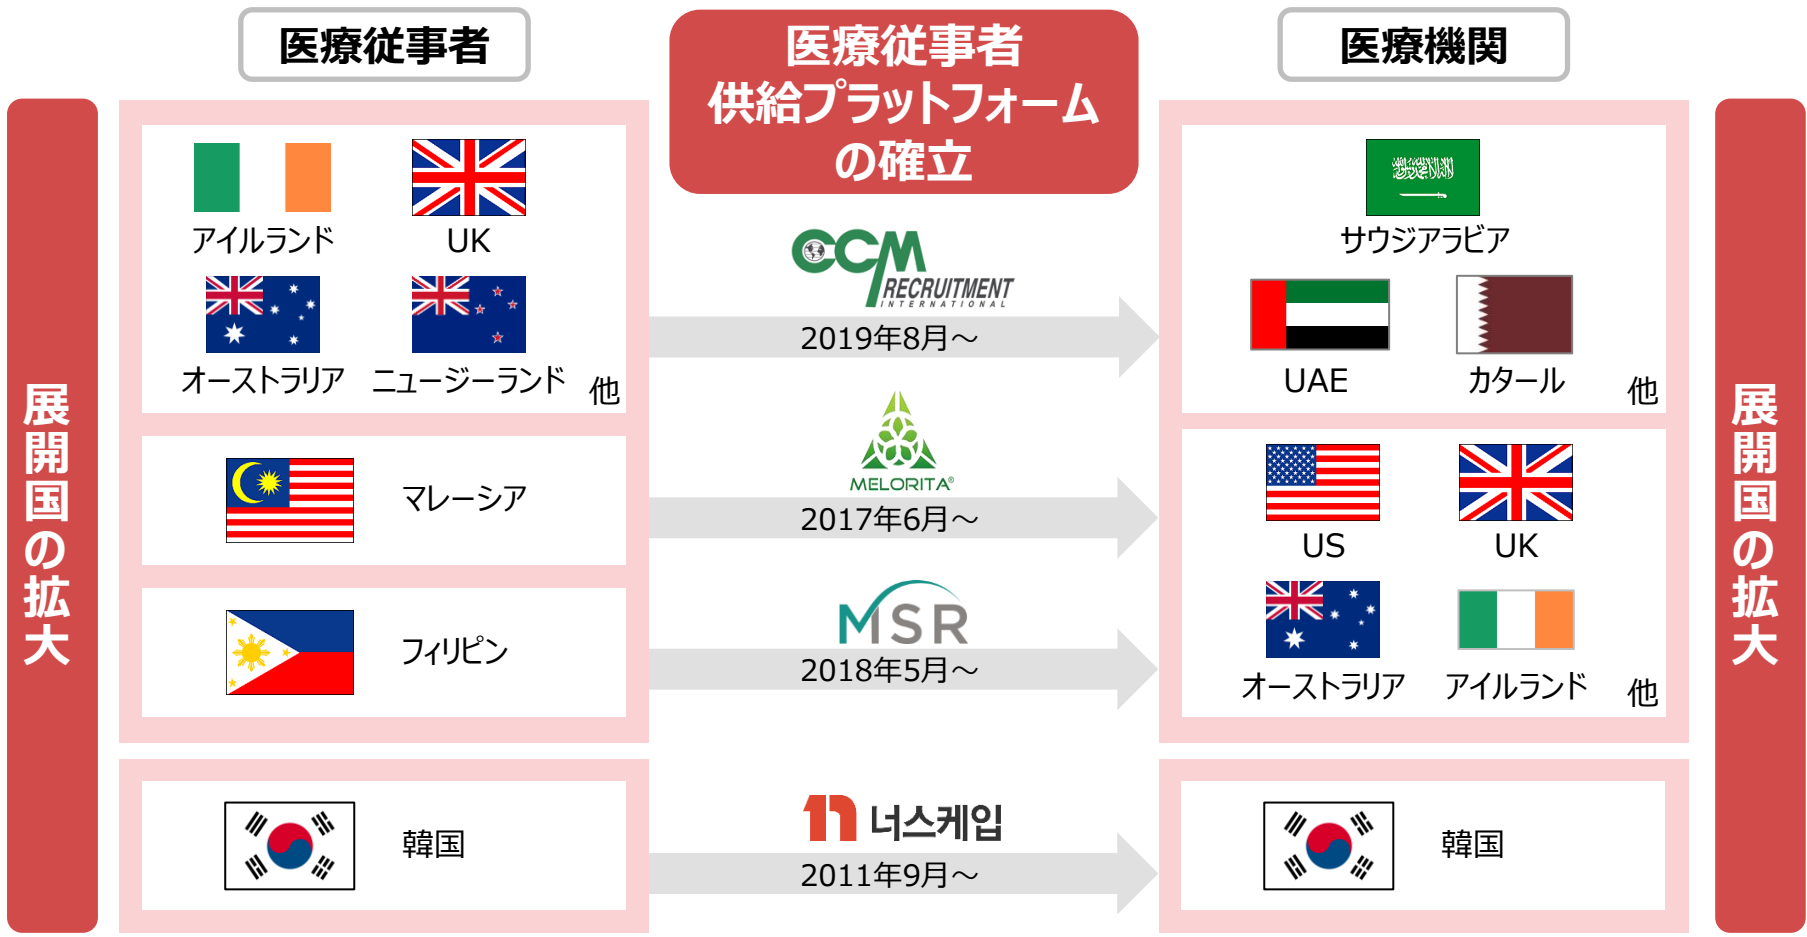 医療従事者
医療従事者
供給プラットフォーム
の確立
医療機関
展開国の拡大
アイルランド
UK
オーストラリア
ニュージーランド
他
マレーシア
フィリピン
韓国
CCM
RECRUITMENT
INTERNATIONAL
2019年8月～
MELORITA®
2017年6月～
MSR
2018年5月～
너스케입
2011年9月～
サウジアラビア
UAE
カタール
他
US
UK
オーストラリア
アイルランド
他
韓国
展開国の拡大